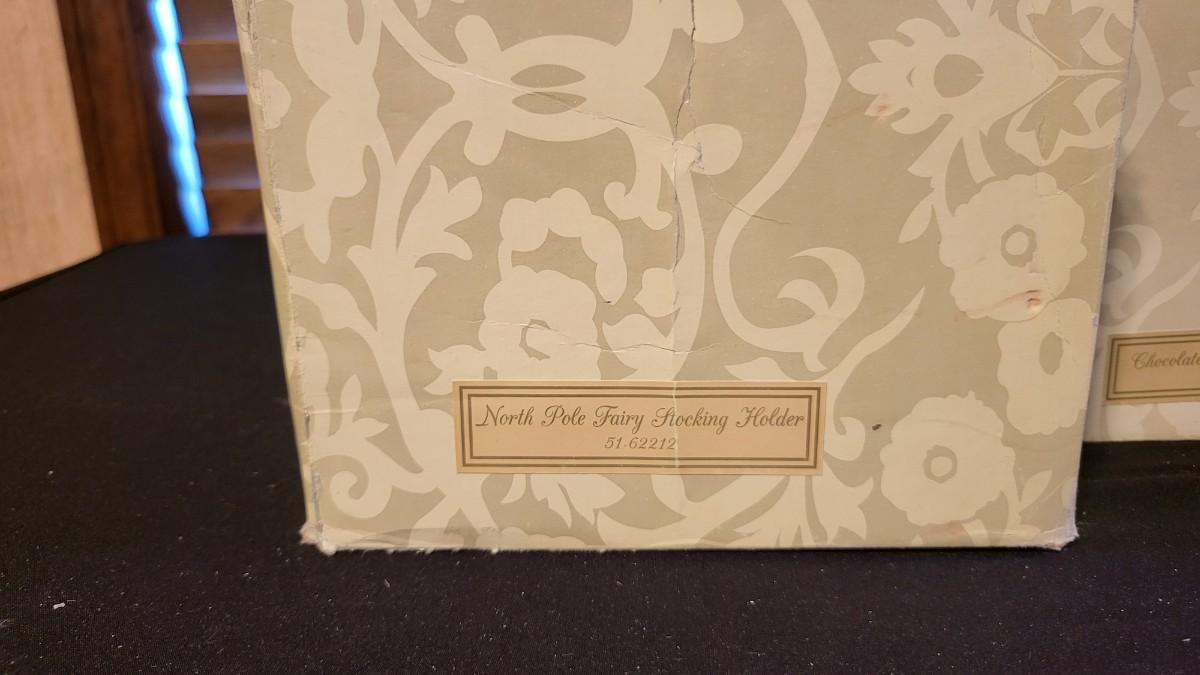 North Pole Fairy Stocking Holder
51-62212
Chocolate